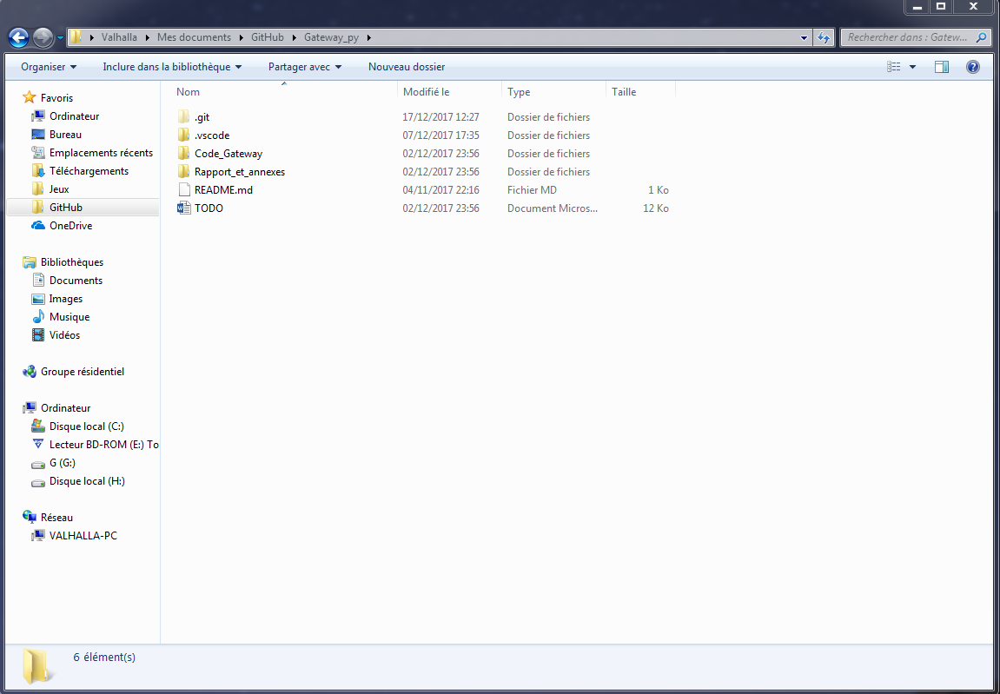 Valhalla Mes documents GitHub Gateway_py Rechercher dans : Gatew...
Organiser Inclure dans la bibliothèque Partager avec Nouveau dossier
Favoris
Ordinateur
Bureau
Emplacements récents
Téléchargements
Jeux
GitHub
OneDrive
Bibliothèques
Documents
Images
Musique
Vidéos
Groupe résidentiel
Ordinateur
Disque local (C:)
Lecteur BD-ROM (E:) To
G (G:)
Disque local (H:)
Réseau
VALHALLA-PC
Nom Modifié le Type Taille
.git 17/12/2017 12:27 Dossier de fichiers
.vscode 07/12/2017 17:35 Dossier de fichiers
Code_Gateway 02/12/2017 23:56 Dossier de fichiers
Rapport_et_annexes 02/12/2017 23:56 Dossier de fichiers
README.md 04/11/2017 22:16 Fichier MD 1 Ko
TODO 02/12/2017 23:56 Document Micros... 12 Ko
6 élément(s)